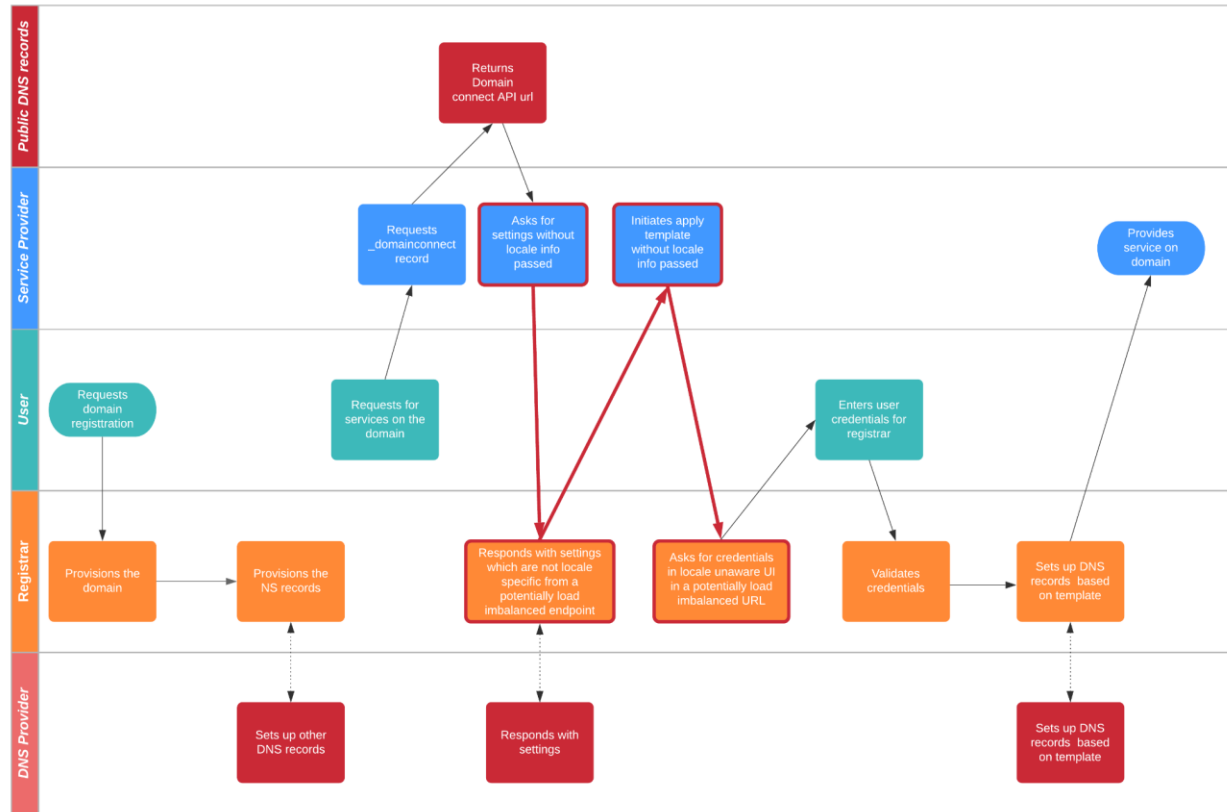 Public DNS records
Returns
Domain
connect API url
Service Provider
Requests
_domainconnect
record
Asks for
settings without
locale info
passed
Initiates apply
template
without locale
info passed
Provides
service on
domain
User
Requests
domain
registtration
Requests for
services on the
domain
Enters user
credentials for
registrar
Registrar
Provisions the
domain
Provisions the
NS records
Responds with settings
which are not locale
specific from a
potentially load
imbalanced endpoint
Asks for credentials
in locale unaware UI
in a potentially load
imbalanced URL
Validates
credentials
Sets up DNS
records based
on template
DNS Provider
Sets up other
DNS records
Responds with
settings
Sets up DNS
records based
on template